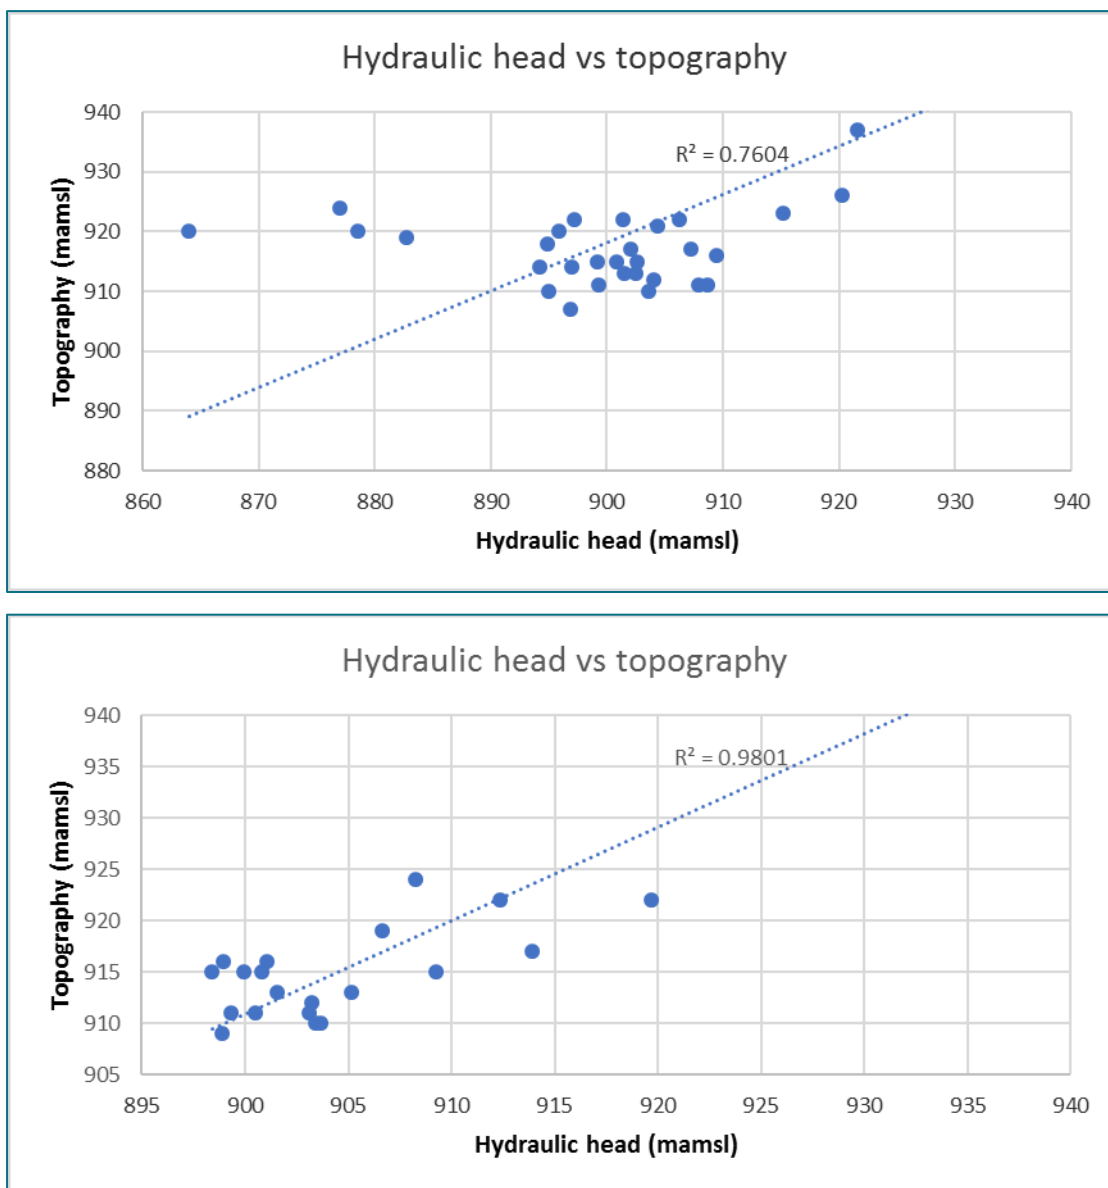 Hydraulic head vs topography
940
R² = 0.7604
930
920
910
900
890
880
Topography (mamsl)
860 870 880 890 900 910 920 930 940
Hydraulic head (mamsl)
Hydraulic head vs topography
940
R² = 0.9801
935
930
925
920
915
910
905
Topography (mamsl)
895 900 905 910 915 920 925 930 935 940
Hydraulic head (mamsl)